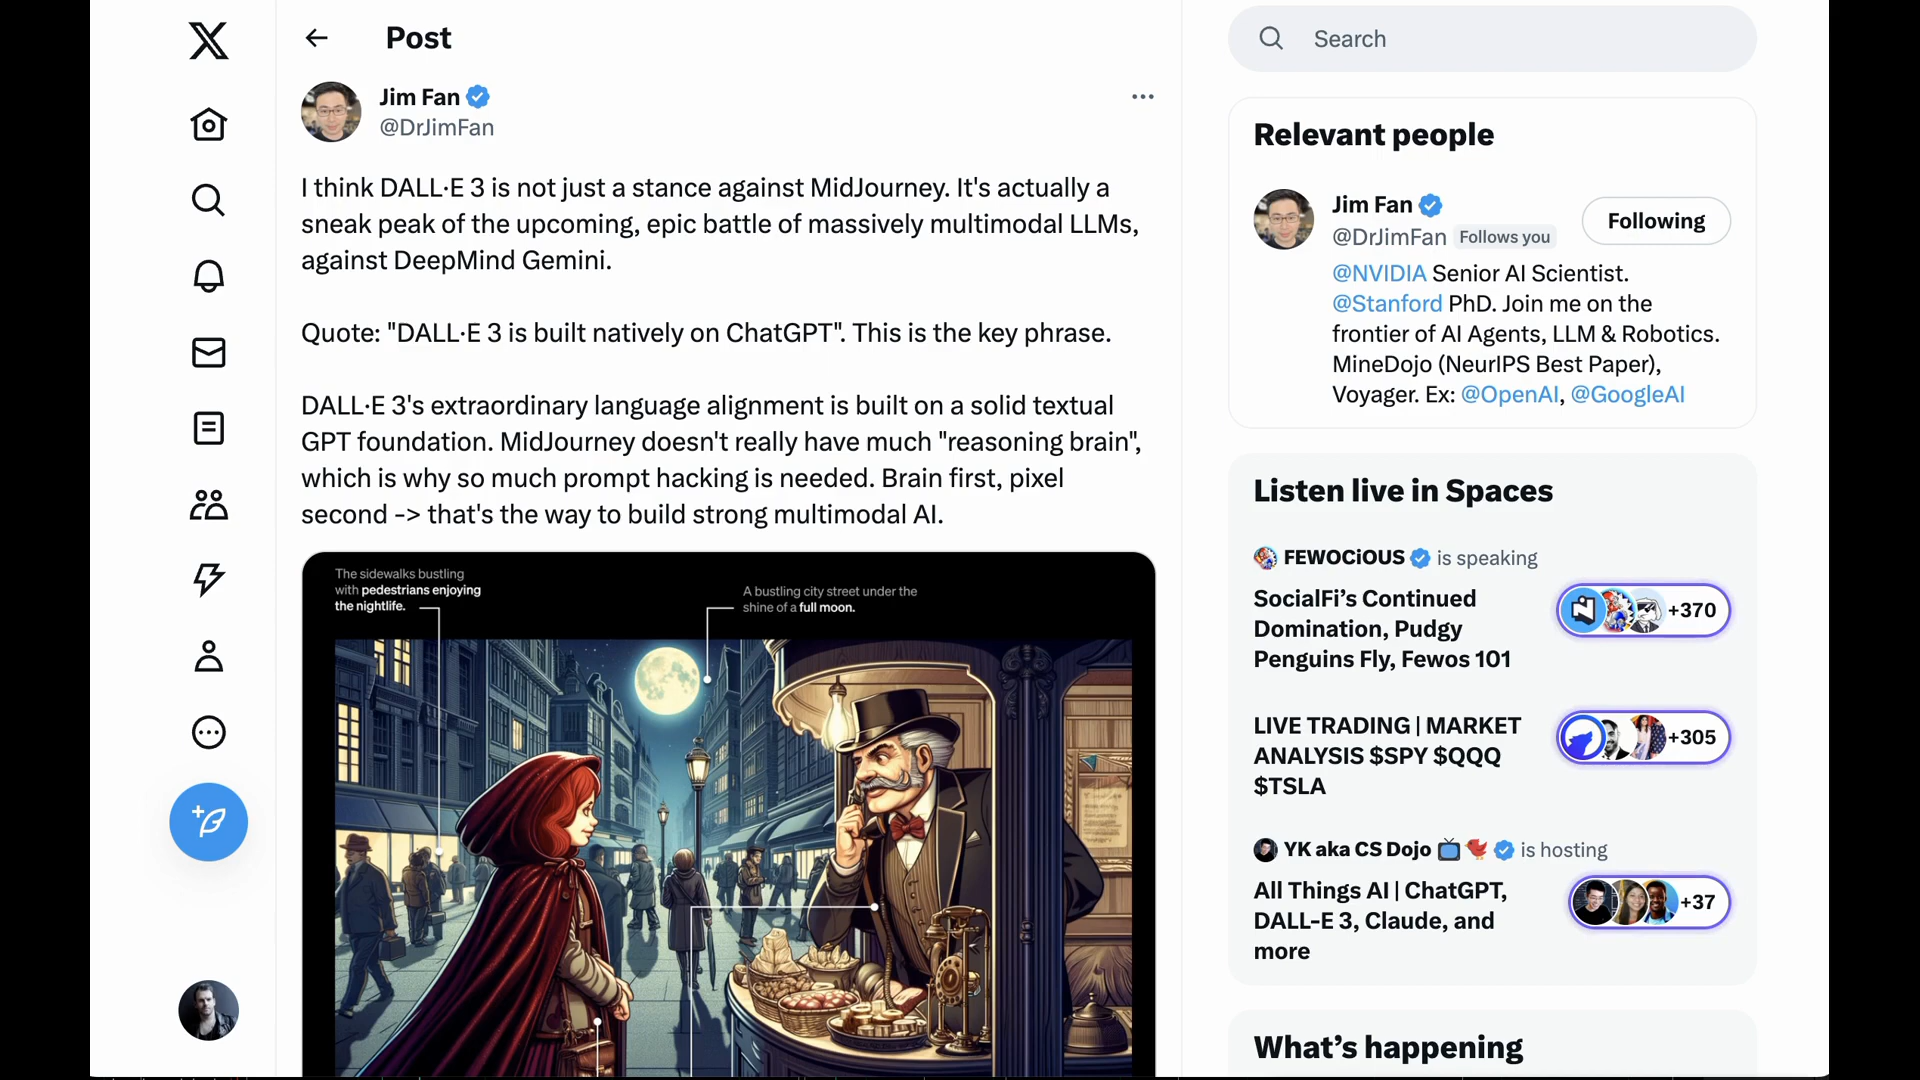 Post
Jim Fan
@DrJimFan
I think DALL·E 3 is not just a stance against MidJourney. It's actually a
sneak peak of the upcoming, epic battle of massively multimodal LLMs,
against DeepMind Gemini.
Quote: "DALL·E 3 is built natively on ChatGPT". This is the key phrase.
DALL·E 3's extraordinary language alignment is built on a solid textual
GPT foundation. MidJourney doesn't really have much "reasoning brain",
which is why so much prompt hacking is needed. Brain first, pixel
second -> that's the way to build strong multimodal AI.
The sidewalks bustling
with pedestrians enjoying
the nightlife.
A bustling city street under the
shine of a full moon.
Search
Relevant people
Jim Fan
@DrJimFan Follows you
Following
@NVIDIA Senior AI Scientist.
@Stanford PhD. Join me on the
frontier of AI Agents, LLM & Robotics.
MineDojo (NeurIPS Best Paper),
Voyager. Ex: @OpenAI, @GoogleAI
Listen live in Spaces
FEWOCiOUS is speaking
SocialFi’s Continued
Domination, Pudgy
Penguins Fly, Fewos 101
+370
LIVE TRADING | MARKET
ANALYSIS $SPY $QQQ
$TSLA
+305
YK aka CS Dojo is hosting
All Things AI | ChatGPT,
DALL-E 3, Claude, and
more
+37
What’s happening